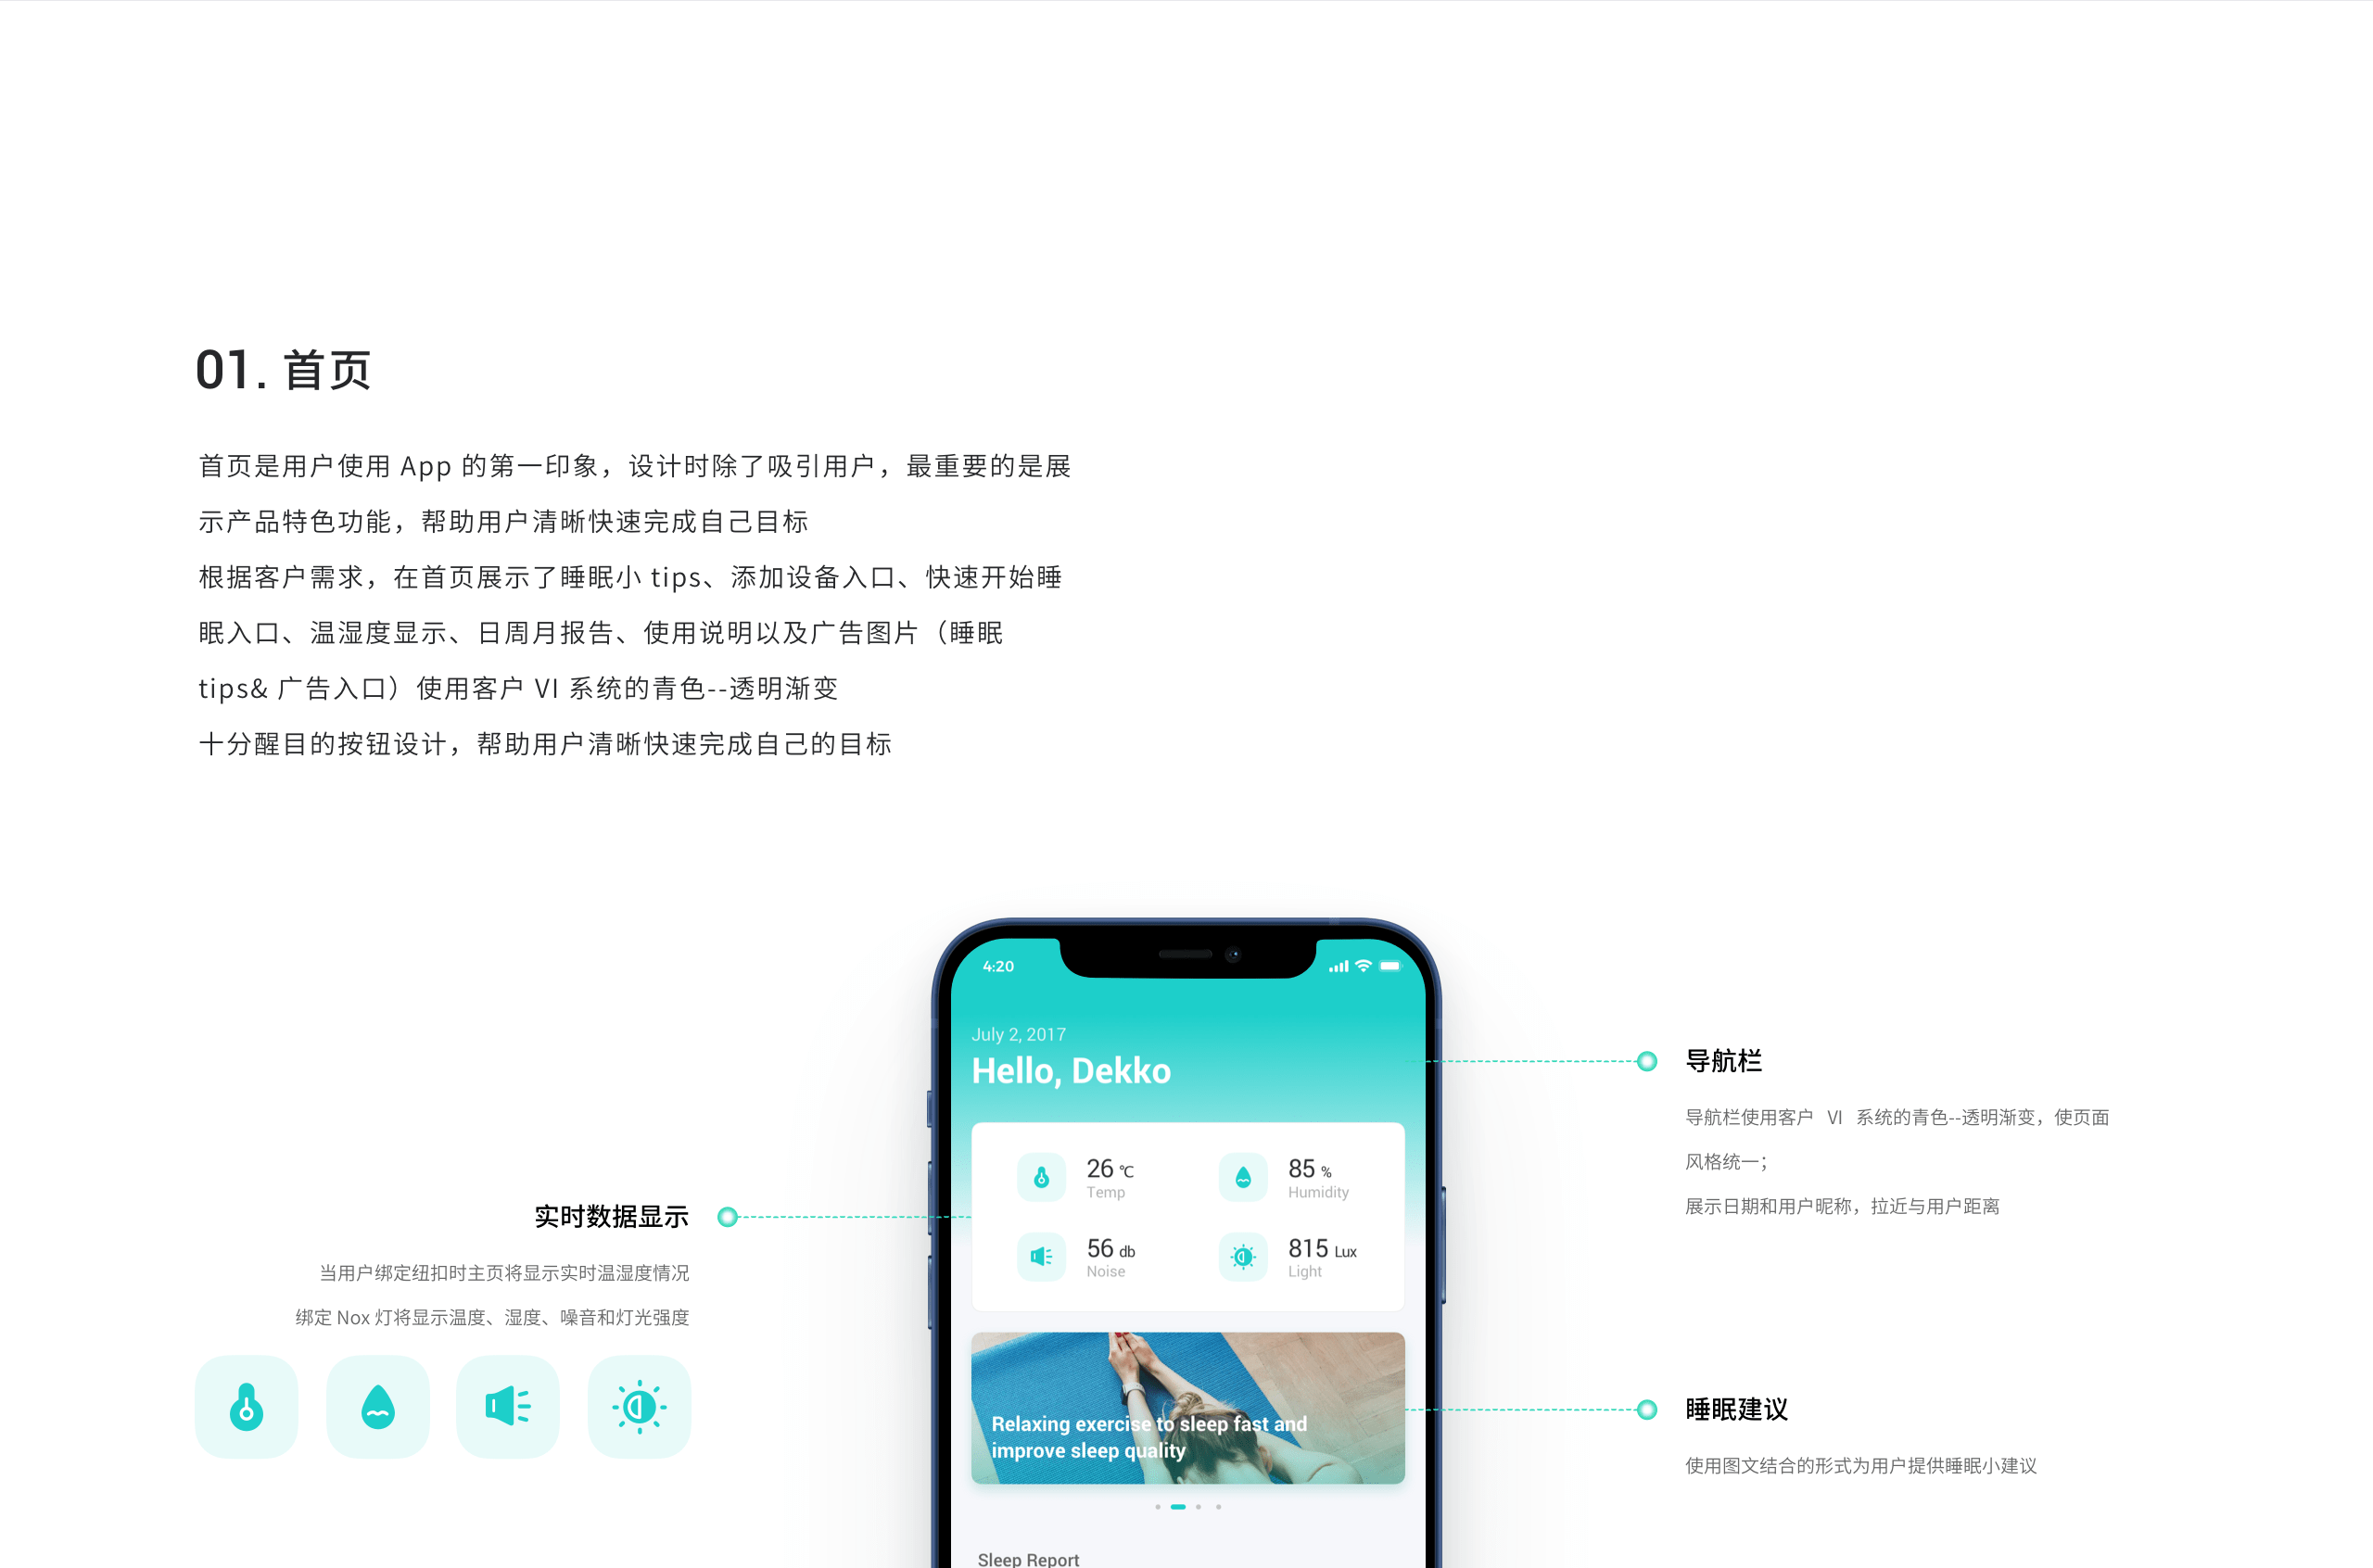 01. 首页
首页是用户使用 App 的第一印象，设计时除了吸引用户，最重要的是展
示产品特色功能，帮助用户清晰快速完成自己目标
根据客户需求，在首页展示了睡眠小 tips、添加设备入口、快速开始睡
眠入口、温湿度显示、日周月报告、使用说明以及广告图片（睡眠
tips& 广告入口）使用客户 VI 系统的青色--透明渐变
十分醒目的按钮设计，帮助用户清晰快速完成自己的目标
4:20
July 2, 2017
Hello, Dekko
导航栏
导航栏使用客户 VI 系统的青色--透明渐变，使页面
风格统一；
展示日期和用户昵称，拉近与用户距离
26 ℃
Temp
85 %
Humidity
56 db
Noise
815 Lux
Light
实时数据显示
当用户绑定纽扣时主页将显示实时温湿度情况
绑定 Nox 灯将显示温度、湿度、噪音和灯光强度
Relaxing exercise to sleep fast and
improve sleep quality
睡眠建议
使用图文结合的形式为用户提供睡眠小建议
Sleep Report